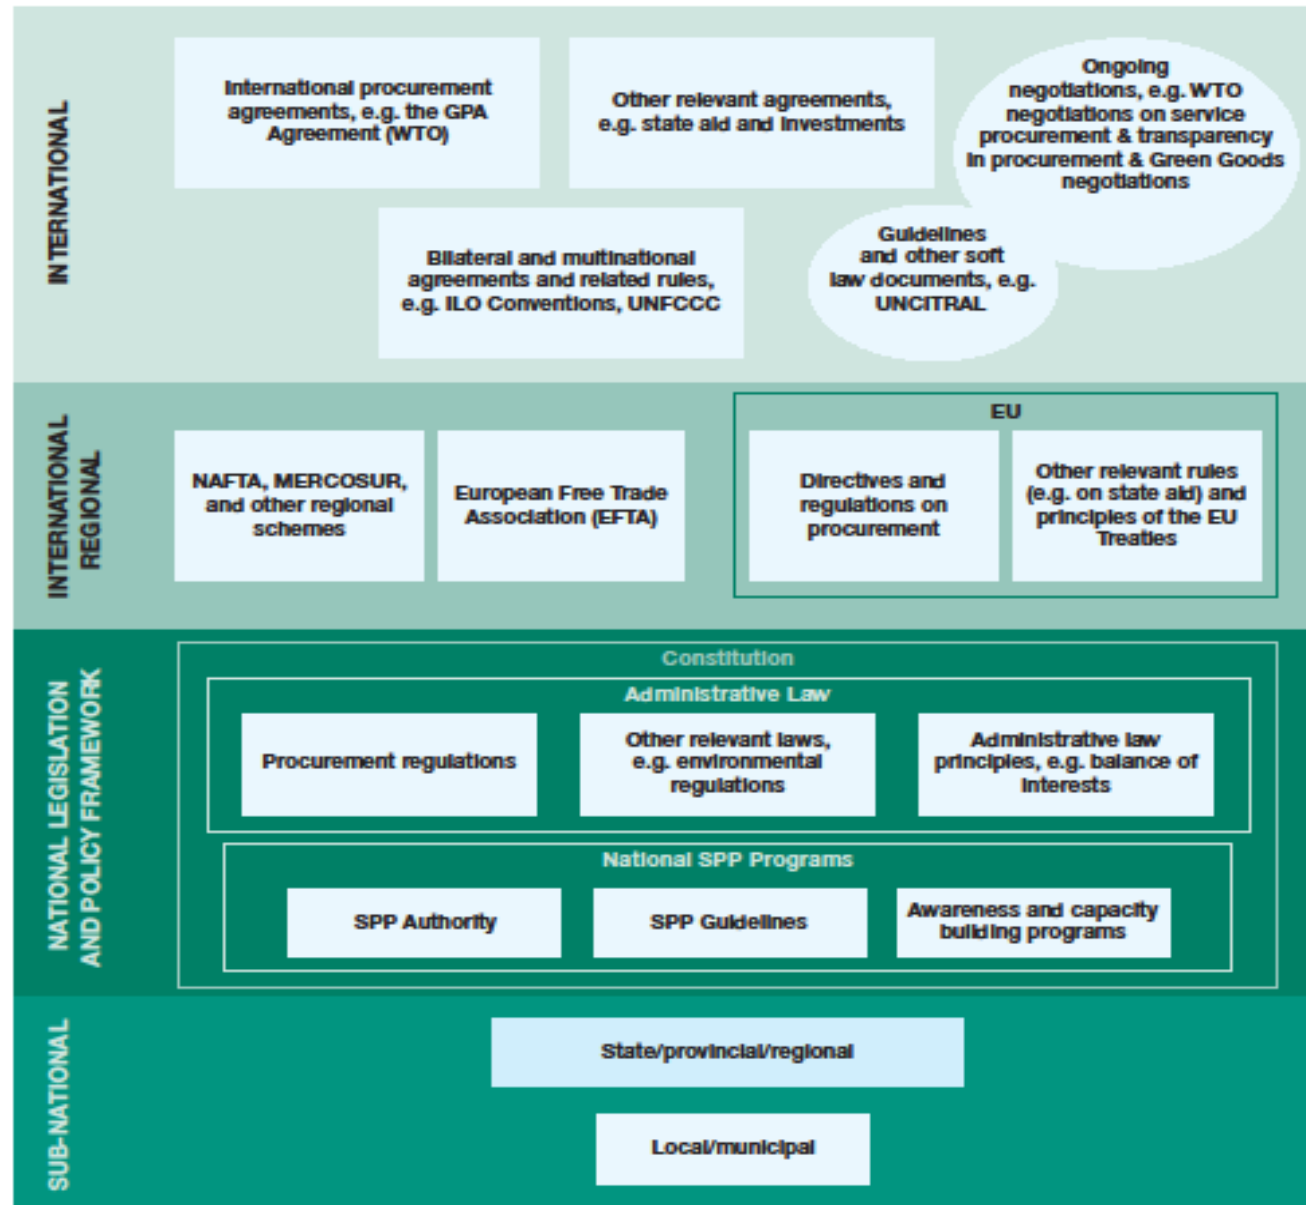 INTERNATIONAL
International procurement
agreements, e.g. the GPA
Agreement (WTO)
Other relevant agreements,
e.g. state aid and investments
Ongoing
negotiations, e.g. WTO
negotiations on service
procurement & transparency
in procurement & Green Goods
negotiations
Bilateral and multinational
agreements and related rules,
e.g. ILO Conventions, UNFCCC
Guidelines
and other soft
law documents, e.g.
UNCITRAL
INTERNATIONAL
REGIONAL
NAFTA, MERCOSUR,
and other regional
schemes
European Free Trade
Association (EFTA)
EU
Directives and
regulations on
procurement
Other relevant rules
(e.g. on state aid) and
principles of the EU
Treaties
NATIONAL LEGISLATION
AND POLICY FRAMEWORK
Constitution
Administrative Law
Procurement regulations
Other relevant laws,
e.g. environmental
regulations
Administrative law
principles, e.g. balance of
interests
National SPP Programs
SPP Authority
SPP Guidelines
Awareness and capacity
building programs
SUB-NATIONAL
State/provincial/regional
Local/municipal